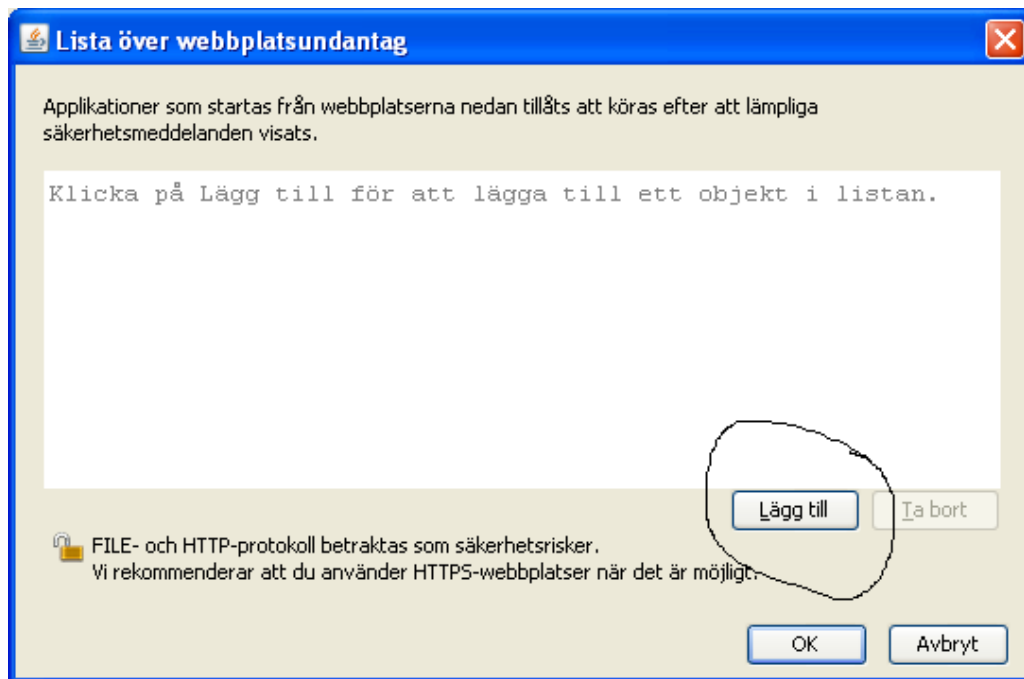 Lista över webbplatsundantag
Applikationer som startas från webbplatserna nedan tillåts att köras efter att lämpliga
säkerhetsmeddelanden visats.
Klicka på Lägg till för att lägga till ett objekt i listan.
Lägg till
Ta bort
FILE- och HTTP-protokoll betraktas som säkerhetsrisker.
Vi rekommenderar att du använder HTTPS-webbplatser när det är möjligt.
OK
Avbryt